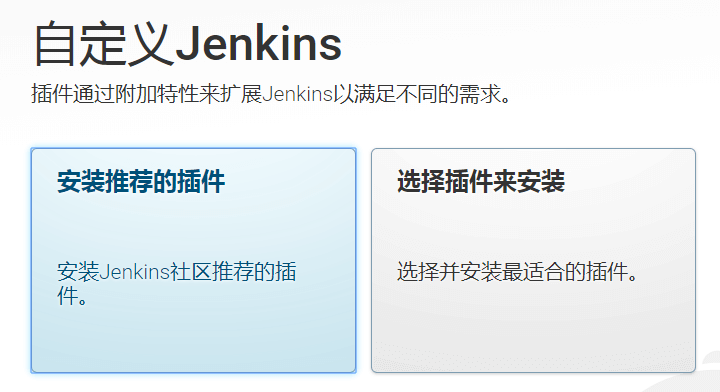 自定义Jenkins
插件通过附加特性来扩展Jenkins以满足不同的需求。
安装推荐的插件
安装Jenkins社区推荐的插
件。
选择插件来安装
选择并安装最适合的插件。